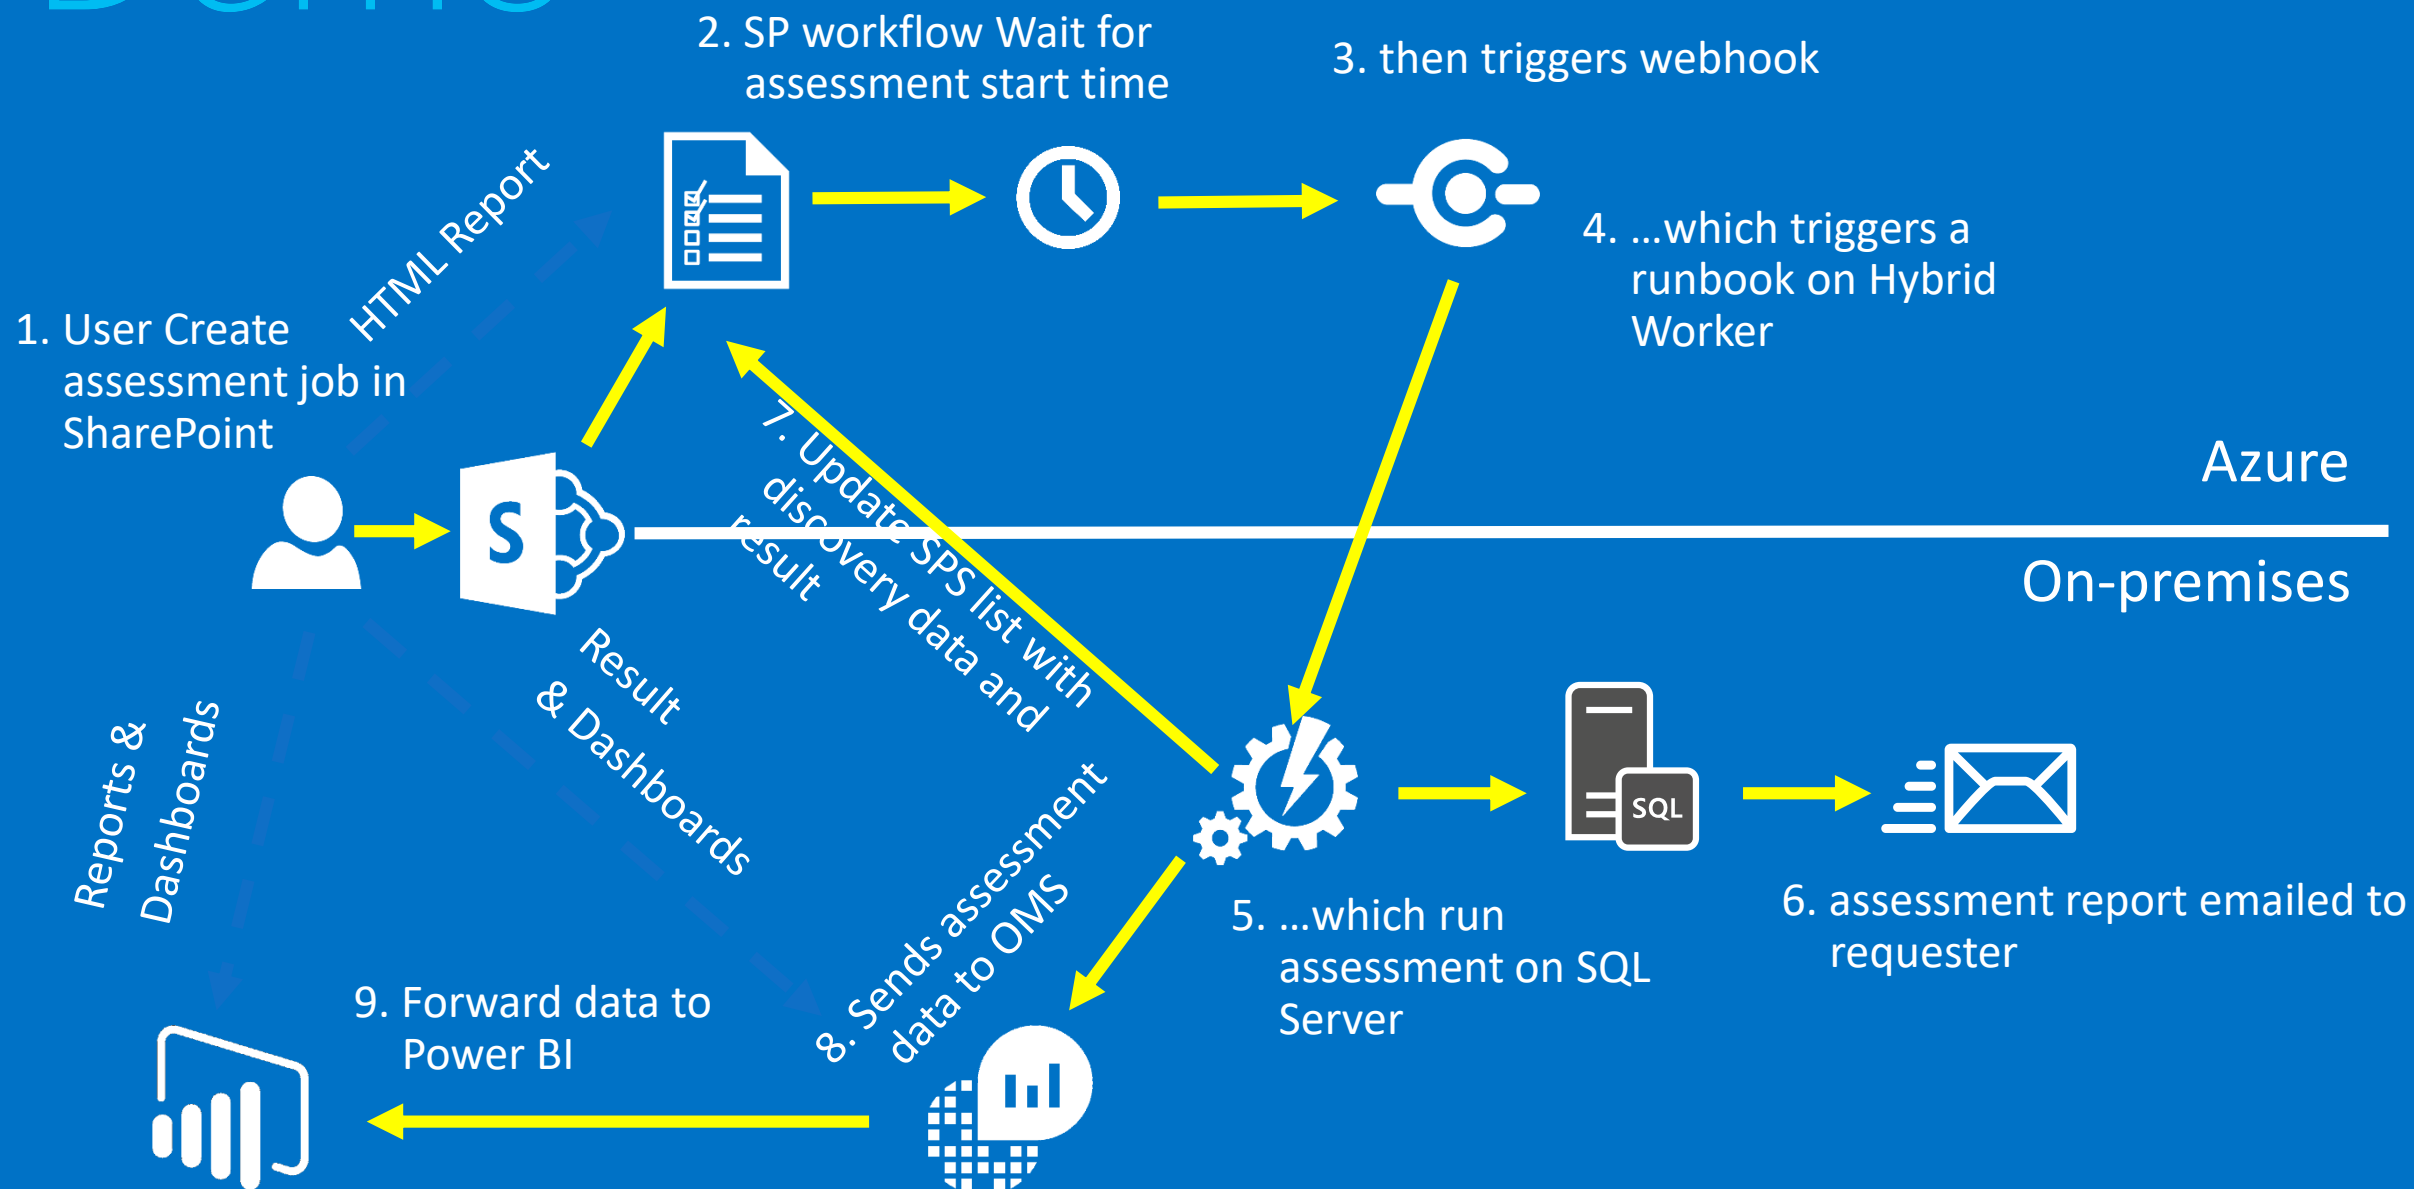 Demo
2. SP workflow Wait for
assessment start time
3. then triggers webhook
HTML Report
4. ...which triggers a
runbook on Hybrid
Worker
1. User Create
assessment job in
SharePoint
S
7. Update SPS list with
discovery data and
result
Azure
On-premises
Result
& Dashboards
Reports &
Dashboards
SQL
8. Sends assessment
data to OMS
5. ...which run
assessment on SQL
Server
6. assessment report emailed to
requester
9. Forward data to
Power BI